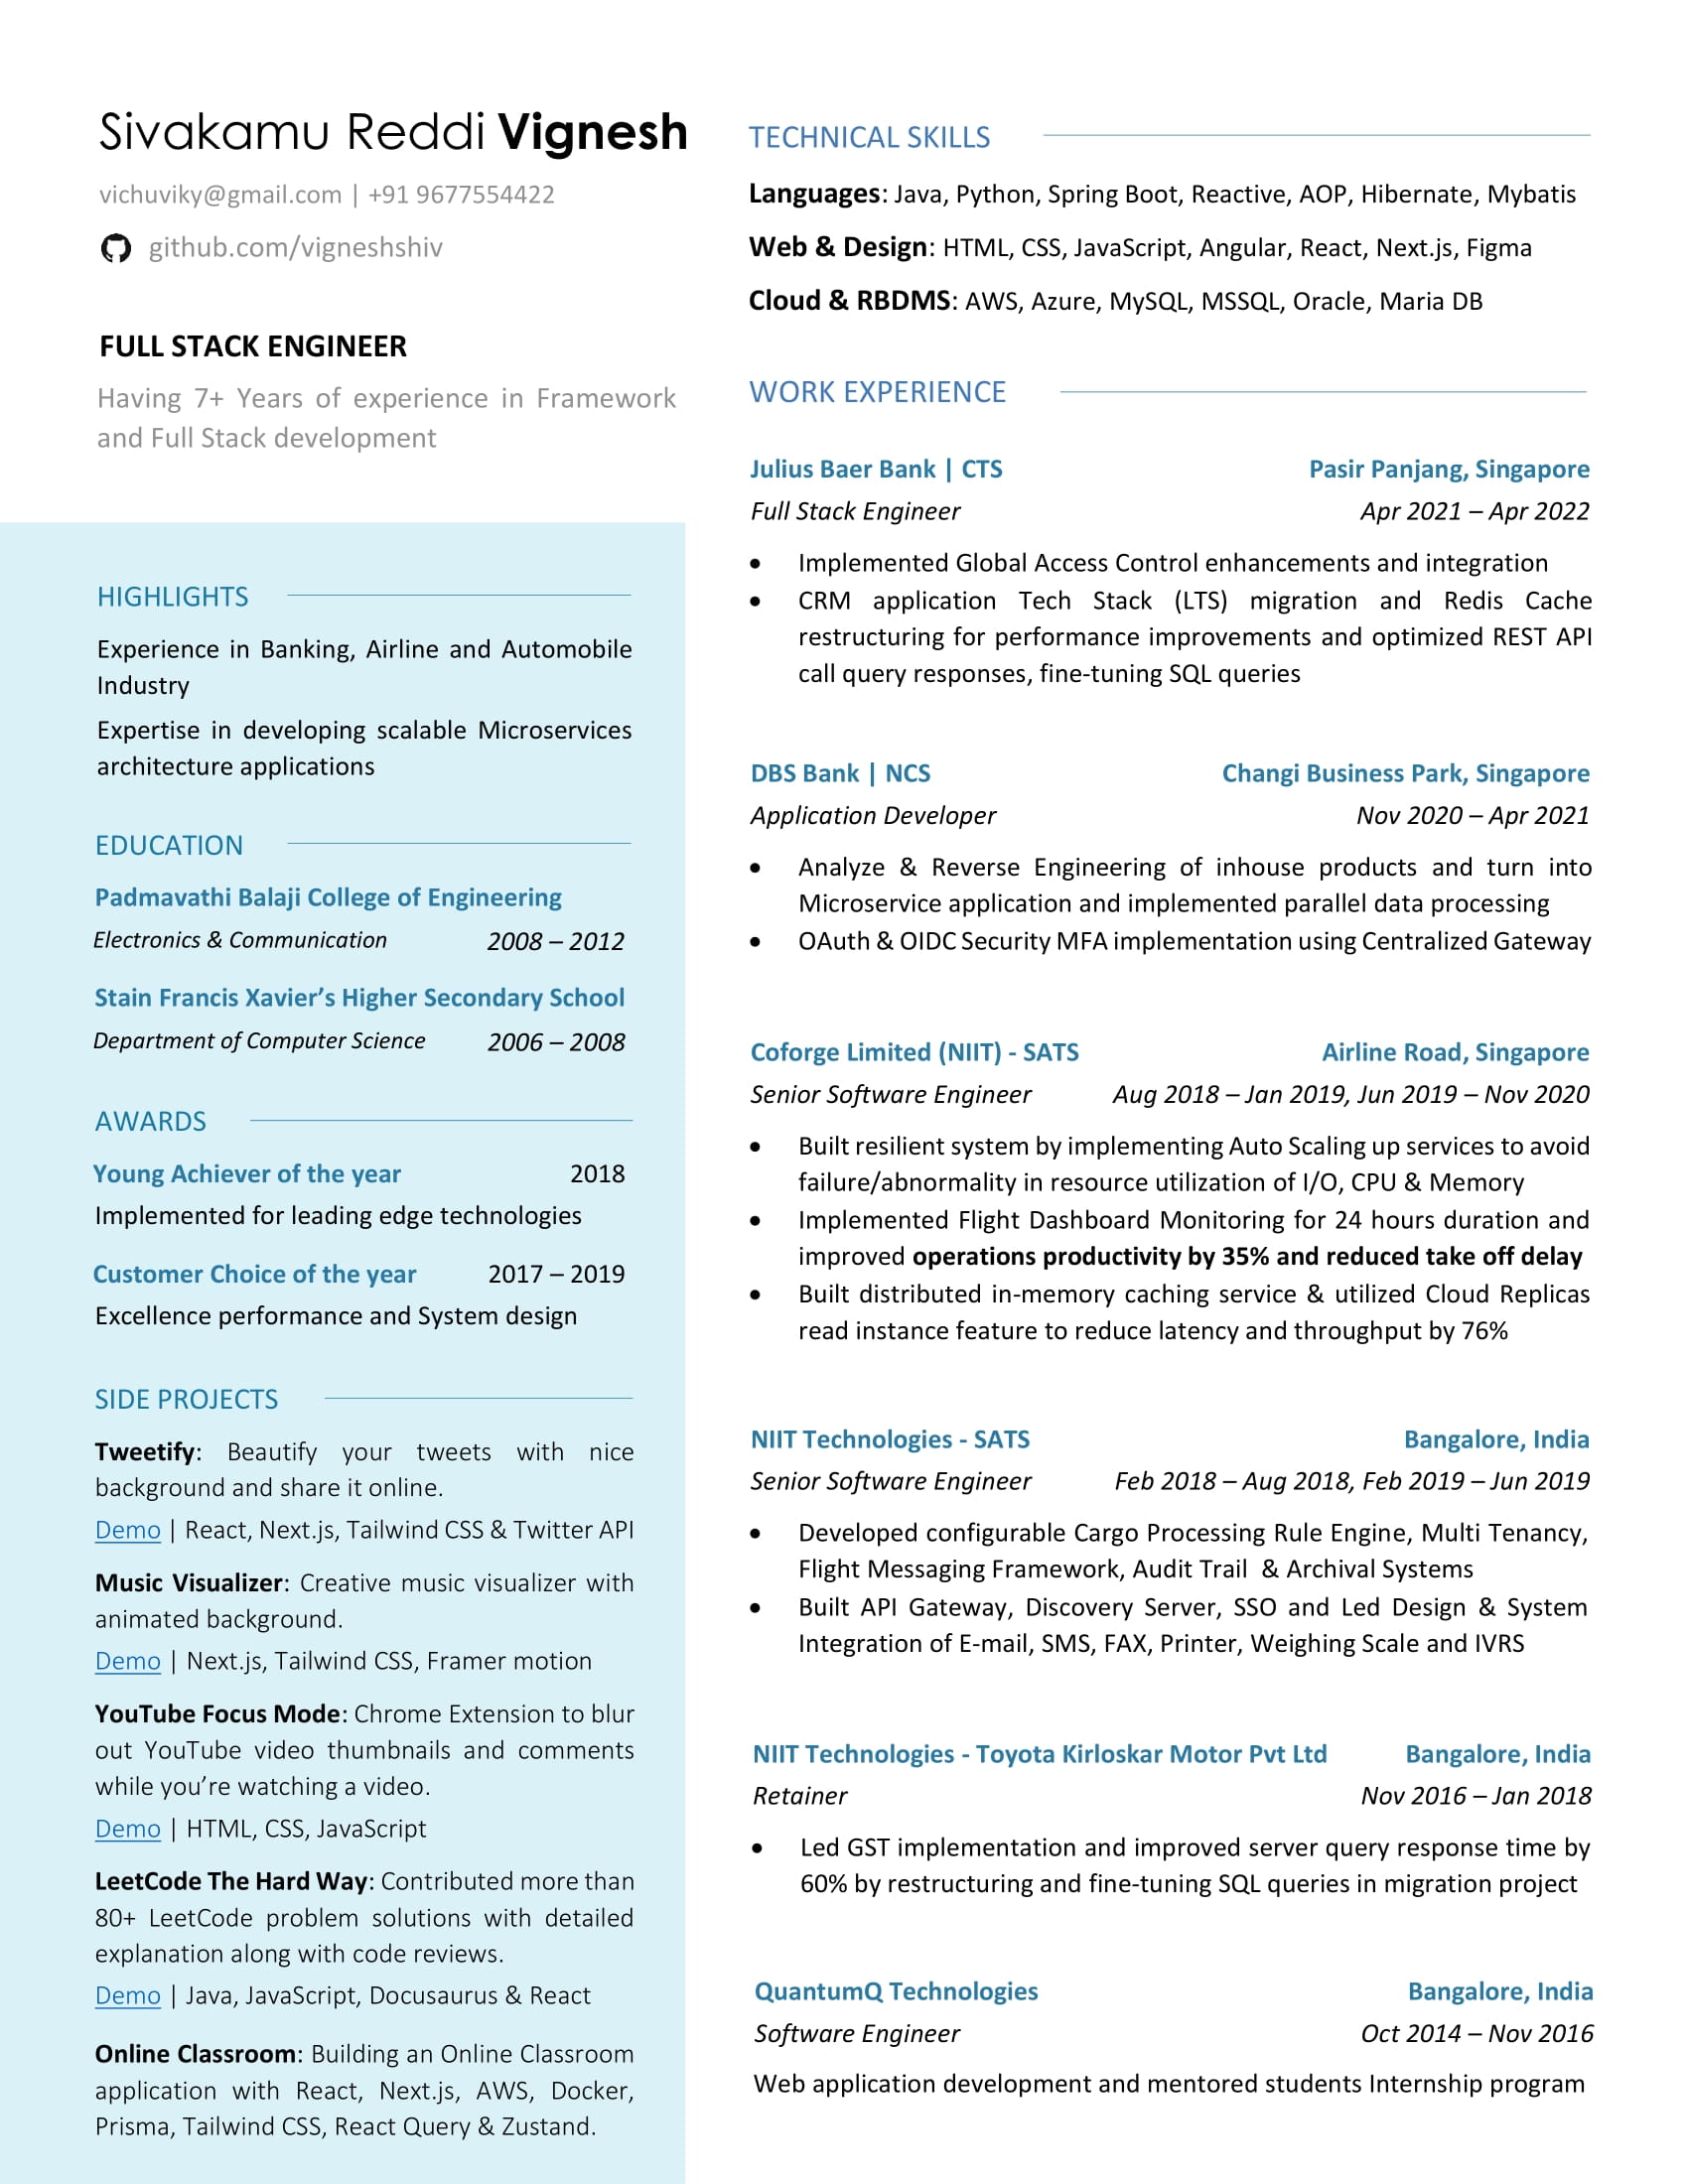 Sivakamu Reddi Vignesh
vichuviky@gmail.com | +91 9677554422
github.com/vigneshshiv
FULL STACK ENGINEER
Having 7+ Years of experience in Framework
and Full Stack development
HIGHLIGHTS
Experience in Banking, Airline and Automobile
Industry
Expertise in developing scalable Microservices
architecture applications
EDUCATION
Padmavathi Balaji College of Engineering
Electronics & Communication 2008 – 2012
Stain Francis Xavier’s Higher Secondary School
Department of Computer Science 2006 – 2008
AWARDS
Young Achiever of the year 2018
Implemented for leading edge technologies
Customer Choice of the year 2017 – 2019
Excellence performance and System design
SIDE PROJECTS
Tweetify: Beautify your tweets with nice
background and share it online.
Demo | React, Next.js, Tailwind CSS & Twitter API
Music Visualizer: Creative music visualizer with
animated background.
Demo | Next.js, Tailwind CSS, Framer motion
YouTube Focus Mode: Chrome Extension to blur
out YouTube video thumbnails and comments
while you’re watching a video.
Demo | HTML, CSS, JavaScript
LeetCode The Hard Way: Contributed more than
80+ LeetCode problem solutions with detailed
explanation along with code reviews.
Demo | Java, JavaScript, Docusaurus & React
Online Classroom: Building an Online Classroom
application with React, Next.js, AWS, Docker,
Prisma, Tailwind CSS, React Query & Zustand.
TECHNICAL SKILLS
Languages: Java, Python, Spring Boot, Reactive, AOP, Hibernate, Mybatis
Web & Design: HTML, CSS, JavaScript, Angular, React, Next.js, Figma
Cloud & RBDMS: AWS, Azure, MySQL, MSSQL, Oracle, Maria DB
WORK EXPERIENCE
Julius Baer Bank | CTS Pasir Panjang, Singapore
Full Stack Engineer Apr 2021 – Apr 2022
• Implemented Global Access Control enhancements and integration
• CRM application Tech Stack (LTS) migration and Redis Cache
restructuring for performance improvements and optimized REST API
call query responses, fine-tuning SQL queries
DBS Bank | NCS Changi Business Park, Singapore
Application Developer Nov 2020 – Apr 2021
• Analyze & Reverse Engineering of inhouse products and turn into
Microservice application and implemented parallel data processing
• OAuth & OIDC Security MFA implementation using Centralized Gateway
Coforge Limited (NIIT) - SATS Airline Road, Singapore
Senior Software Engineer Aug 2018 – Jan 2019, Jun 2019 – Nov 2020
• Built resilient system by implementing Auto Scaling up services to avoid
failure/abnormality in resource utilization of I/O, CPU & Memory
• Implemented Flight Dashboard Monitoring for 24 hours duration and
improved operations productivity by 35% and reduced take off delay
• Built distributed in-memory caching service & utilized Cloud Replicas
read instance feature to reduce latency and throughput by 76%
NIIT Technologies - SATS Bangalore, India
Senior Software Engineer Feb 2018 – Aug 2018, Feb 2019 – Jun 2019
• Developed configurable Cargo Processing Rule Engine, Multi Tenancy,
Flight Messaging Framework, Audit Trail & Archival Systems
• Built API Gateway, Discovery Server, SSO and Led Design & System
Integration of E-mail, SMS, FAX, Printer, Weighing Scale and IVRS
NIIT Technologies - Toyota Kirloskar Motor Pvt Ltd Bangalore, India
Retainer Nov 2016 – Jan 2018
• Led GST implementation and improved server query response time by
60% by restructuring and fine-tuning SQL queries in migration project
QuantumQ Technologies Bangalore, India
Software Engineer Oct 2014 – Nov 2016
Web application development and mentored students Internship program